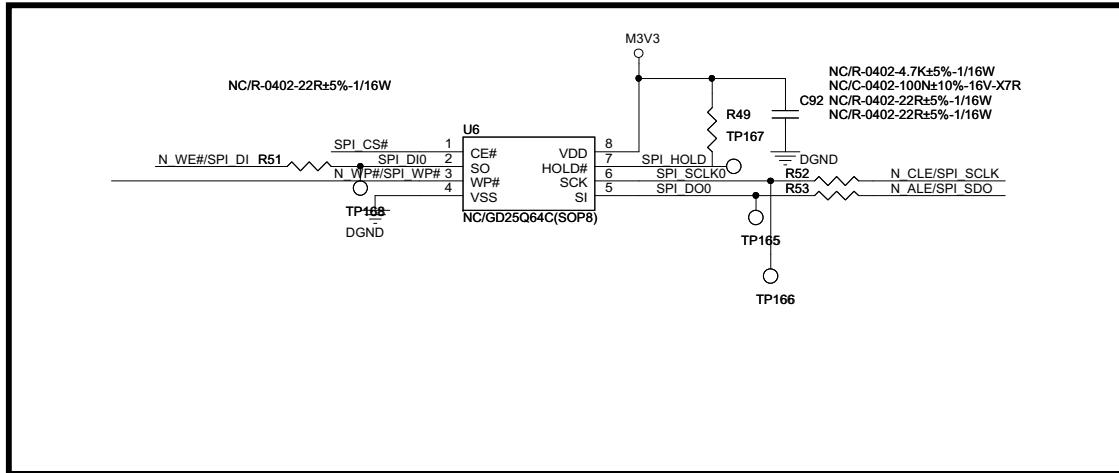 M3V3
NC/R-0402-22R±5%-1/16W
NC/R-0402-4.7K±5%-1/16W
NC/C-0402-100N±10%-16V-X7R
C92 NC/R-0402-22R±5%-1/16W
NC/R-0402-22R±5%-1/16W
R49
TP167
U6
SPI_CS# 1 CE# VDD 8
N_WE#/SPI_DI R51 SPI_DI0 2 SO HOLD# 7 SPI_HOLD DGND
N_WP#/SPI_WP# 3 WP# SCK 6 SPI_SCLK0 R52 N_CLE/SPI_SCLK
4 VSS SI 5 SPI_DO0 R53 N_ALE/SPI_SDO
TP168
NC/GD25Q64C(SOP8)
DGND
TP165
TP166